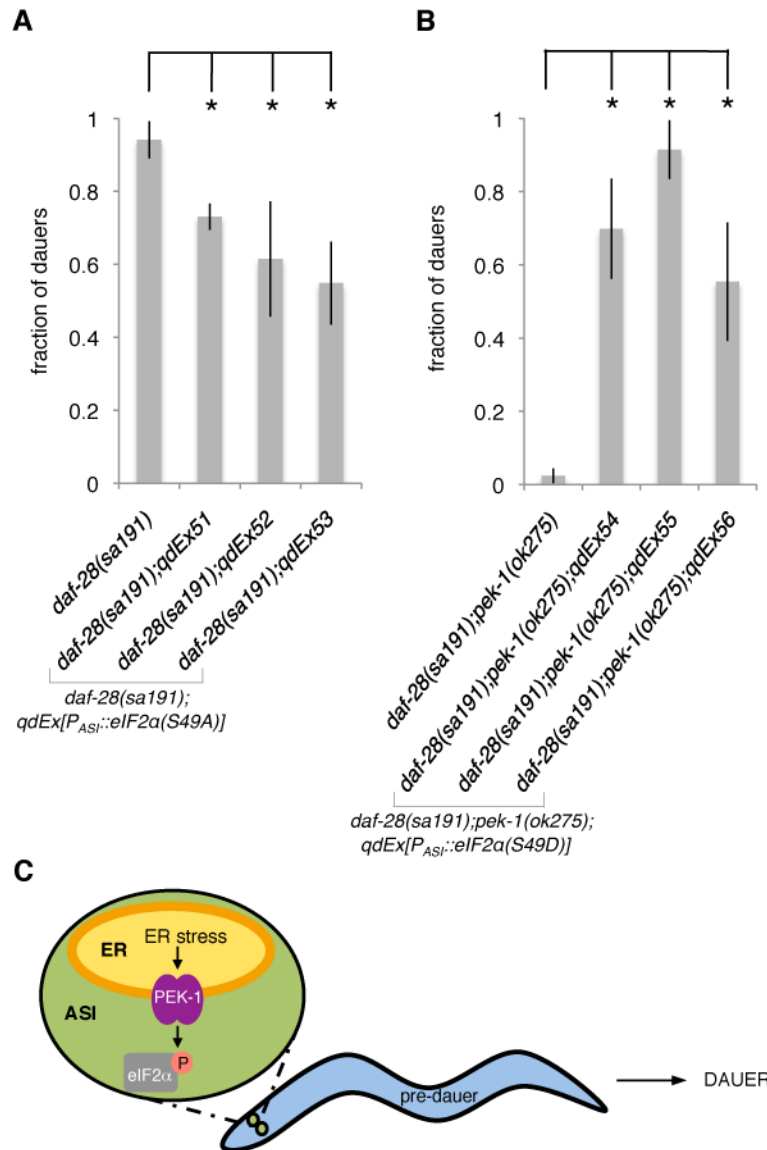 A
* * *
1
0.8
0.6
0.4
0.2
0
fraction of dauers
daf-28(sa191)
daf-28(sa191);qdEx51
daf-28(sa191);qdEx52
daf-28(sa191);qdEx53
daf-28(sa191);
qdEx[PASI::eIF2α(S49A)]
B
* * *
1
0.8
0.6
0.4
0.2
0
fraction of dauers
daf-28(sa191);pek-1(ok275)
daf-28(sa191);pek-1(ok275);qdEx54
daf-28(sa191);pek-1(ok275);qdEx55
daf-28(sa191);pek-1(ok275);qdEx56
daf-28(sa191);pek-1(ok275);
qdEx[PASI::eIF2α(S49D)]
C
ER
ER stress
PEK-1
ASI
P
eIF2α
pre-dauer
DAUER